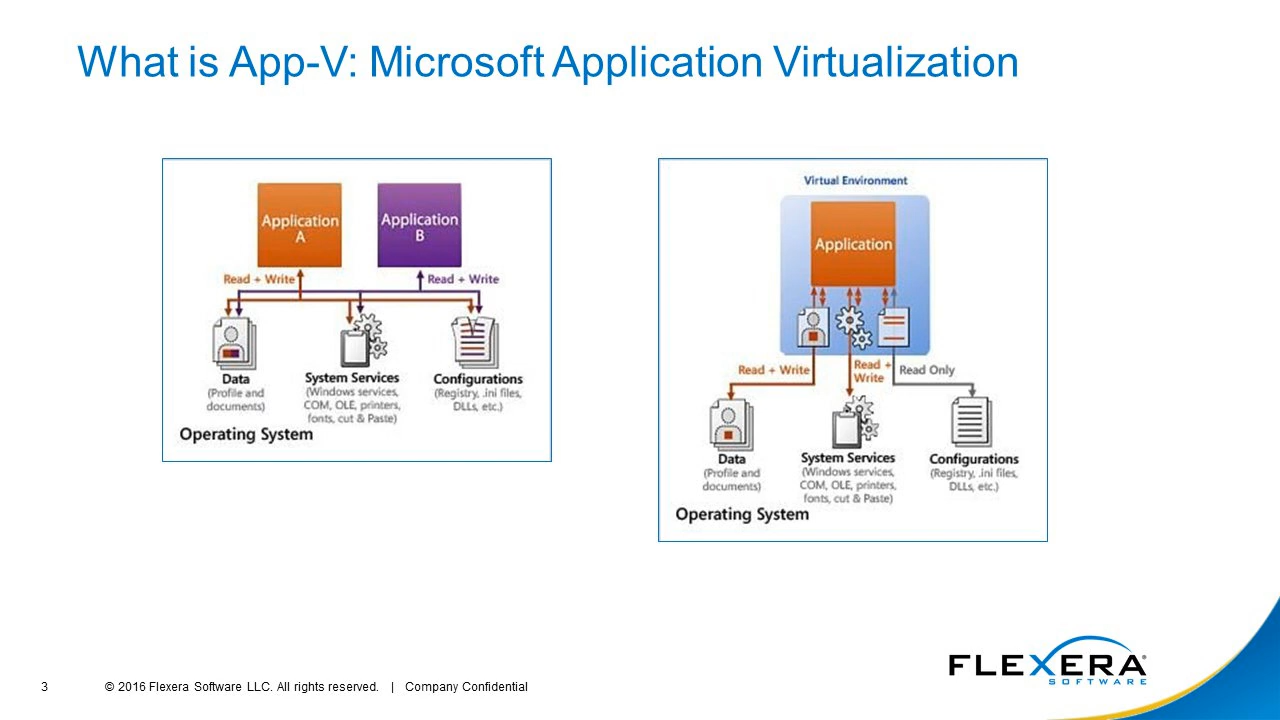 What is App-V: Microsoft Application Virtualization
Application
A
Application
B
Read + Write
Read + Write
Data
(Profile and
documents)
System Services
(Windows services,
COM, OLE, printers,
fonts, cut & Paste)
Configurations
(Registry, .ini files,
DLLs, etc.)
Operating System
Virtual Environment
Application
Read + Write
Read +
Write
Read Only
Data
(Profile and
documents)
System Services
(Windows services,
COM, OLE, printers,
fonts, cut & Paste)
Configurations
(Registry, .ini files,
DLLs, etc.)
Operating System
FLEXERA
SOFTWARE
3
© 2016 Flexera Software LLC. All rights reserved. | Company Confidential